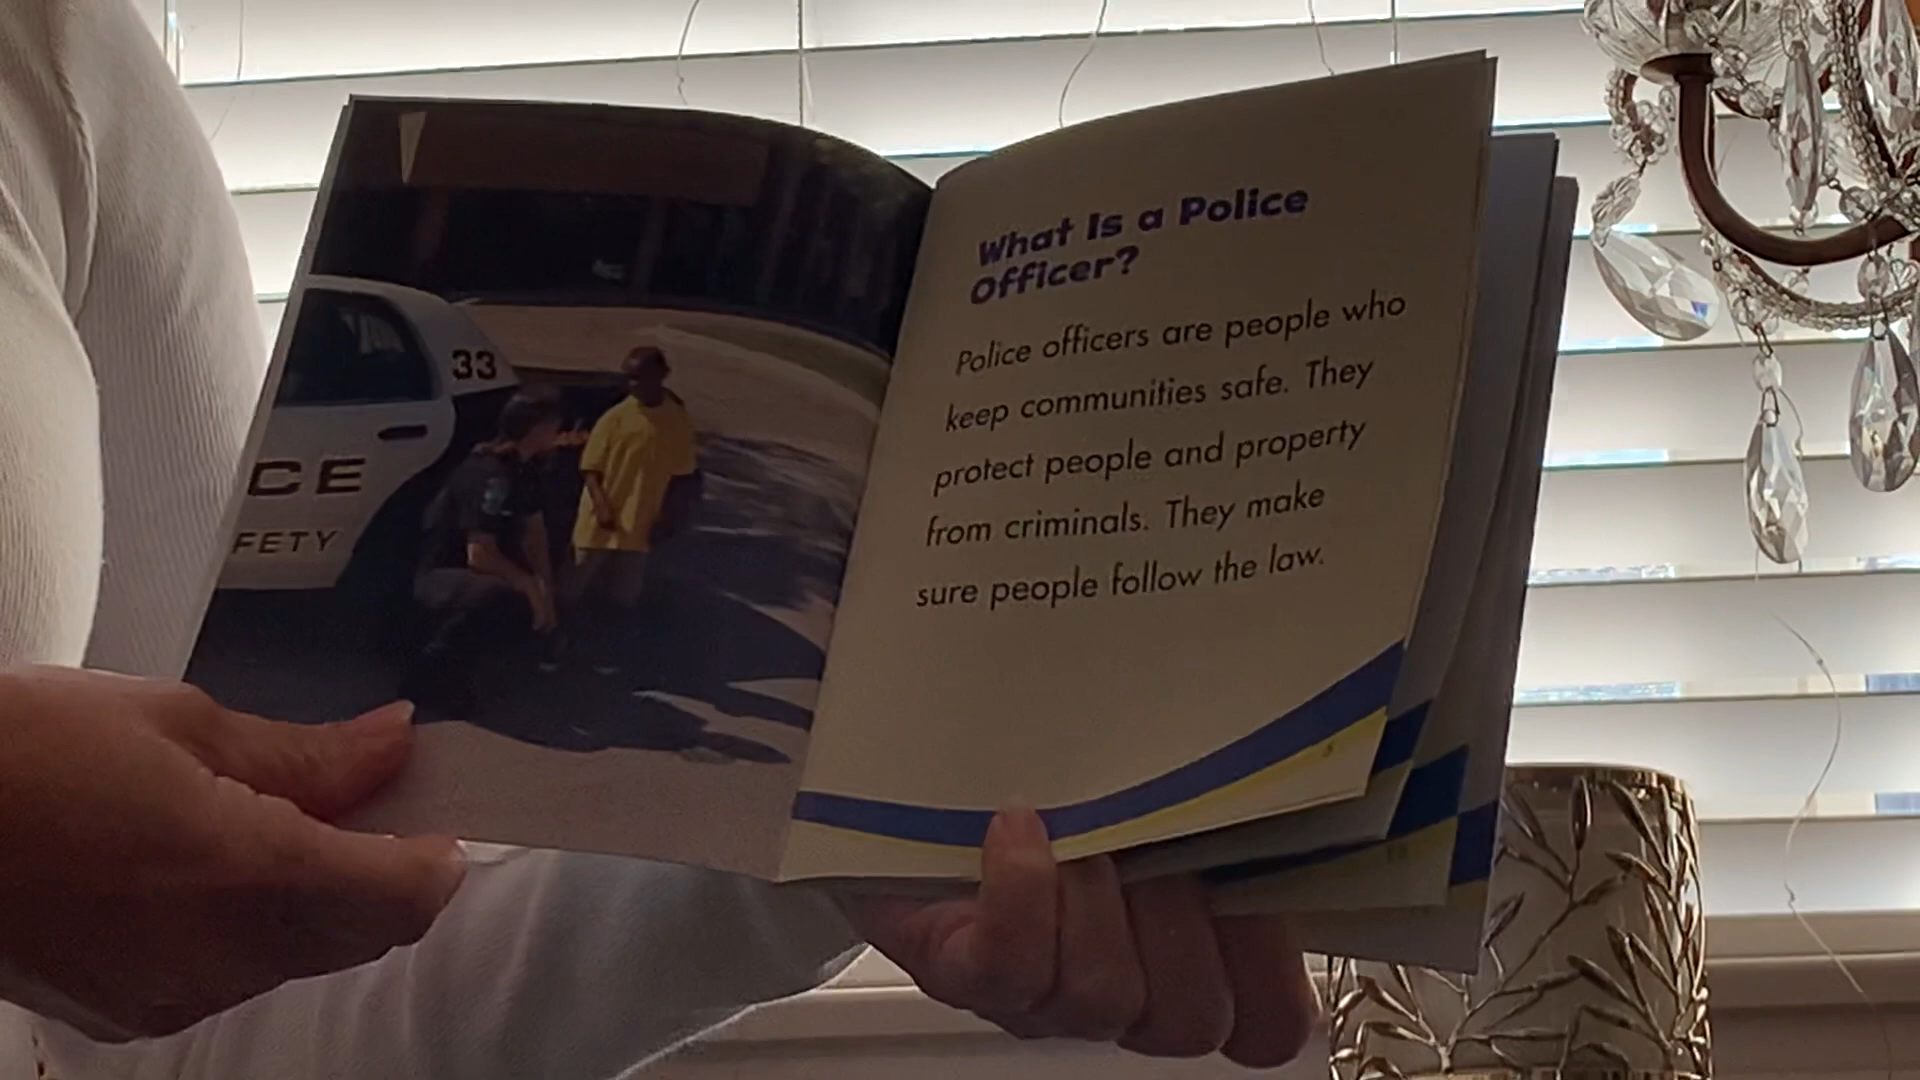 33
CE
FETY
What Is a Police
Officer?
Police officers are people who
keep communities safe. They
protect people and property
from criminals. They make
sure people follow the law.
5